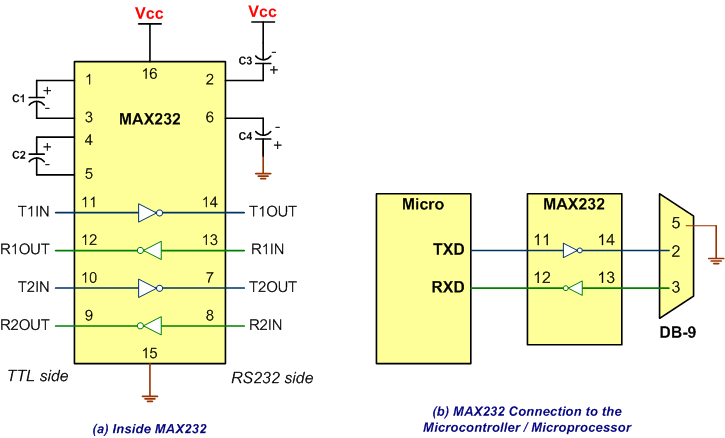 Vcc
Vcc
C3
-
+
16
1
2
C1
+
-
MAX232
3
6
-
C4
+
4
+
C2
-
5
T1IN 11 14 T1OUT
R1OUT 12 13 R1IN
T2IN 10 7 T2OUT
R2OUT 9 8 R2IN
15
TTL side
RS232 side
(a) Inside MAX232
Micro
MAX232
5
TXD 11 14 2
RXD 12 13 3
DB-9
(b) MAX232 Connection to the
Microcontroller / Microprocessor